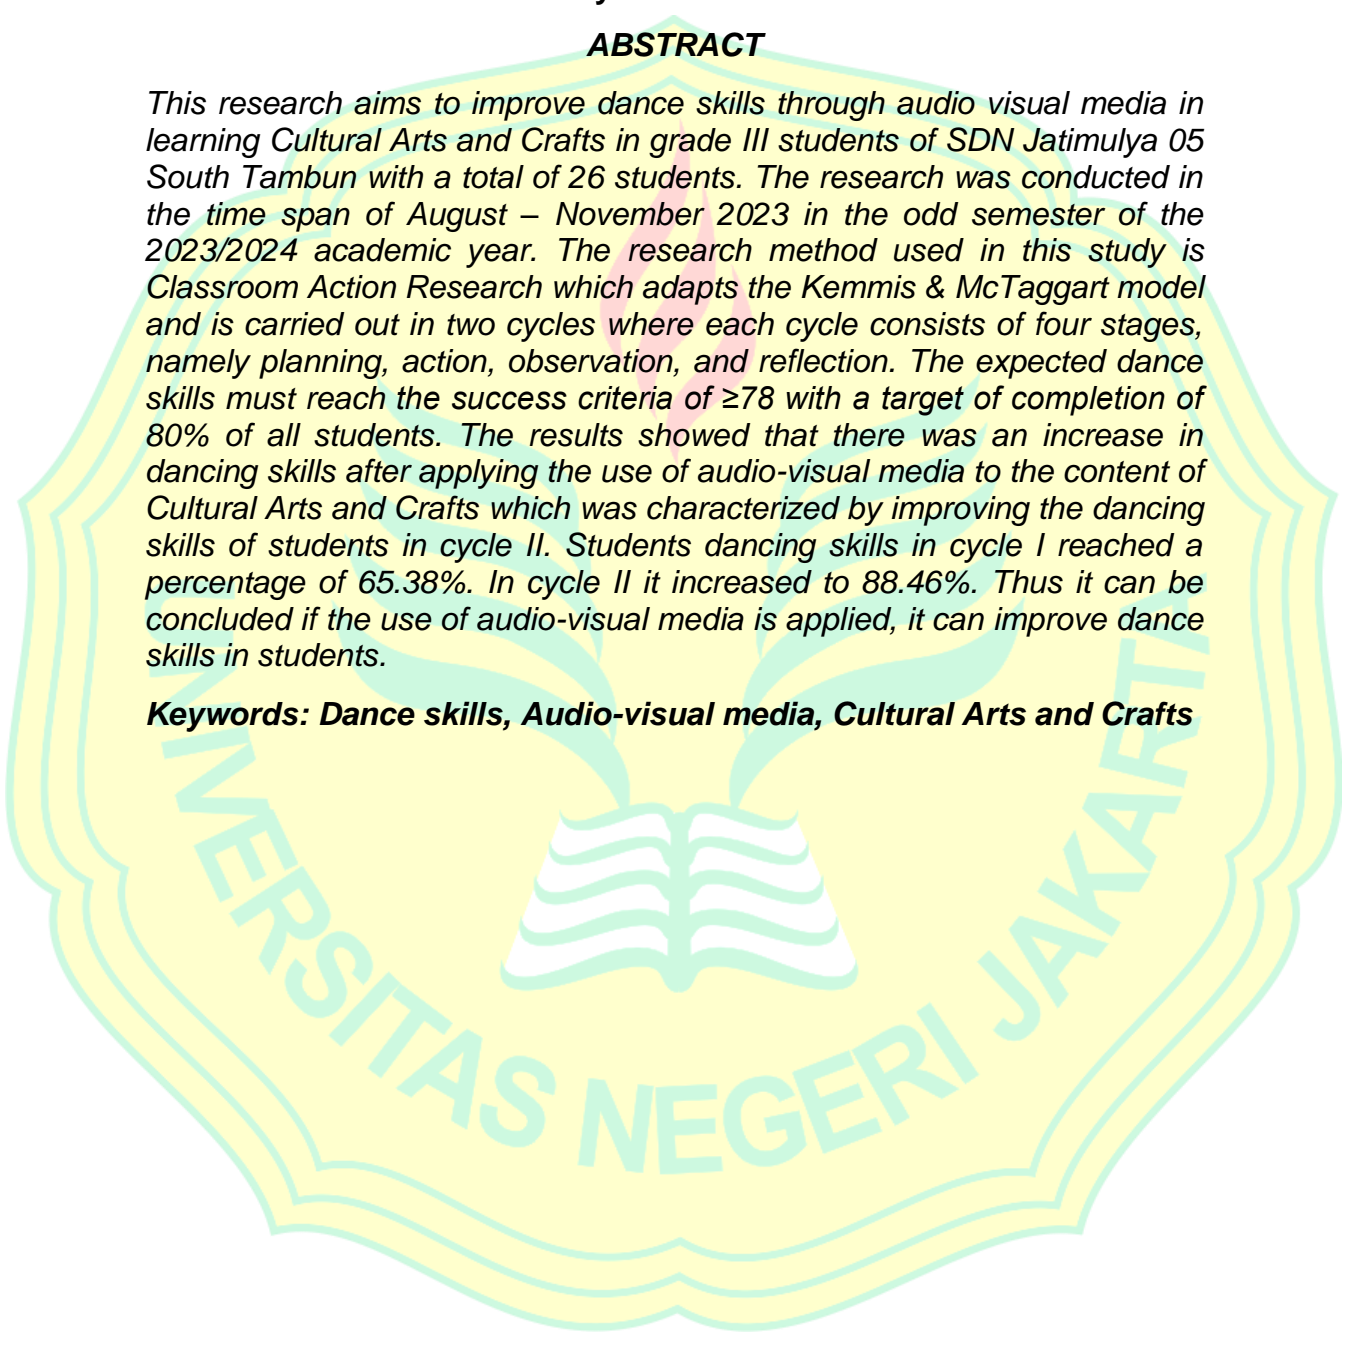 ABSTRACT
This research aims to improve dance skills through audio visual media in
learning Cultural Arts and Crafts in grade III students of SDN Jatimulya 05
South Tambun with a total of 26 students. The research was conducted in
the time span of August – November 2023 in the odd semester of the
2023/2024 academic year. The research method used in this study is
Classroom Action Research which adapts the Kemmis & McTaggart model
and is carried out in two cycles where each cycle consists of four stages,
namely planning, action, observation, and reflection. The expected dance
skills must reach the success criteria of ≥78 with a target of completion of
80% of all students. The results showed that there was an increase in
dancing skills after applying the use of audio-visual media to the content of
Cultural Arts and Crafts which was characterized by improving the dancing
skills of students in cycle II. Students dancing skills in cycle I reached a
percentage of 65.38%. In cycle II it increased to 88.46%. Thus it can be
concluded if the use of audio-visual media is applied, it can improve dance
skills in students.
Keywords: Dance skills, Audio-visual media, Cultural Arts and Crafts
UNIVERSITAS NEGERI JAKARTA